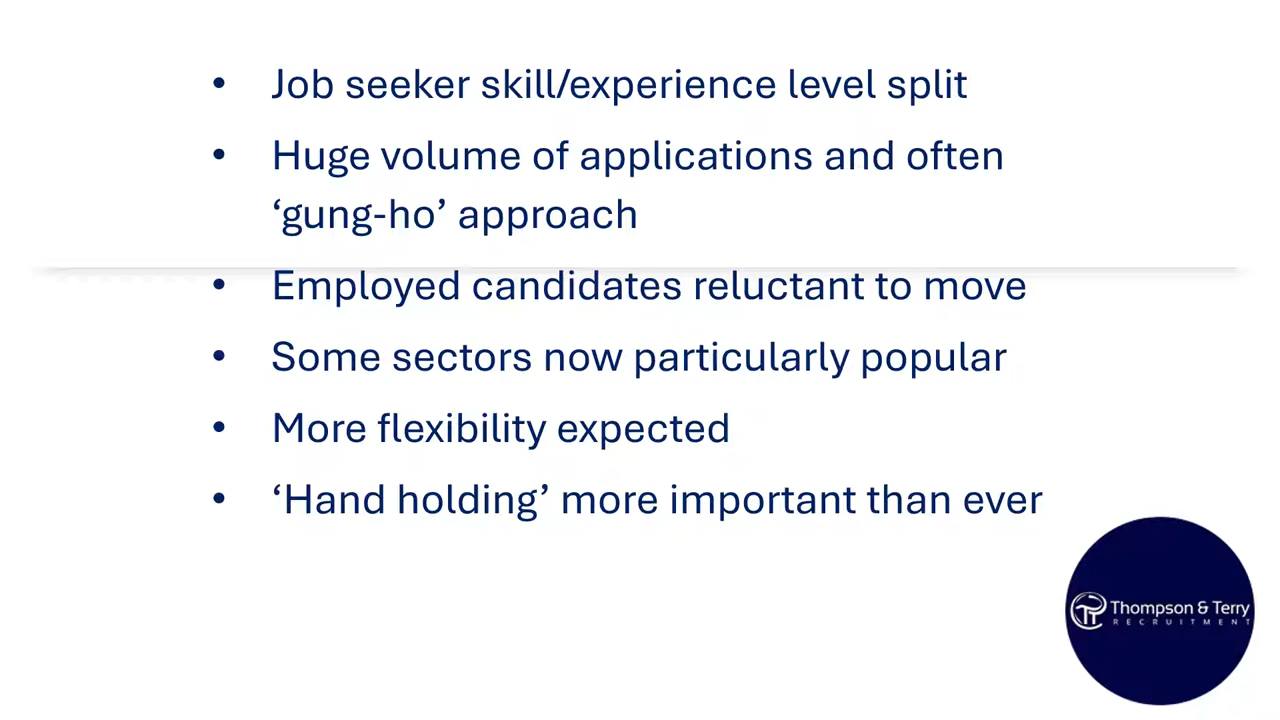 • Job seeker skill/experience level split
• Huge volume of applications and often
‘gung-ho’ approach
• Employed candidates reluctant to move
• Some sectors now particularly popular
• More flexibility expected
• ‘Hand holding’ more important than ever
Thompson & Terry
RECRUITMENT